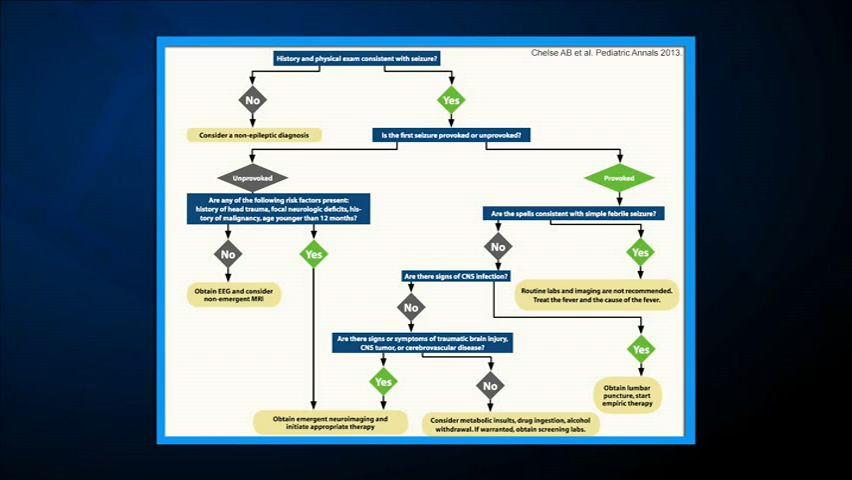 Chelse AB et al. Pediatric Annals 2013.
History and physical exam consistent with seizure?
No
Yes
Consider a non-epileptic diagnosis
Is the first seizure provoked or unprovoked?
Unprovoked
Provoked
Are any of the following risk factors present:
history of head trauma, focal neurologic deficits, his-
tory of malignancy, age younger than 12 months?
Are the spells consistent with simple febrile seizure?
No
Yes
No
Yes
Obtain EEG and consider
non-emergent MRI
Are there signs of CNS infection?
Routine labs and imaging are not recommended.
Treat the fever and the cause of the fever.
No
Are there signs or symptoms of traumatic brain injury,
CNS tumor, or cerebrovascular disease?
Yes
Yes
No
Obtain lumbar
puncture, start
empiric therapy
Obtain emergent neuroimaging and
initiate appropriate therapy
Consider metabolic insults, drug ingestion, alcohol
withdrawal. If warranted, obtain screening labs.